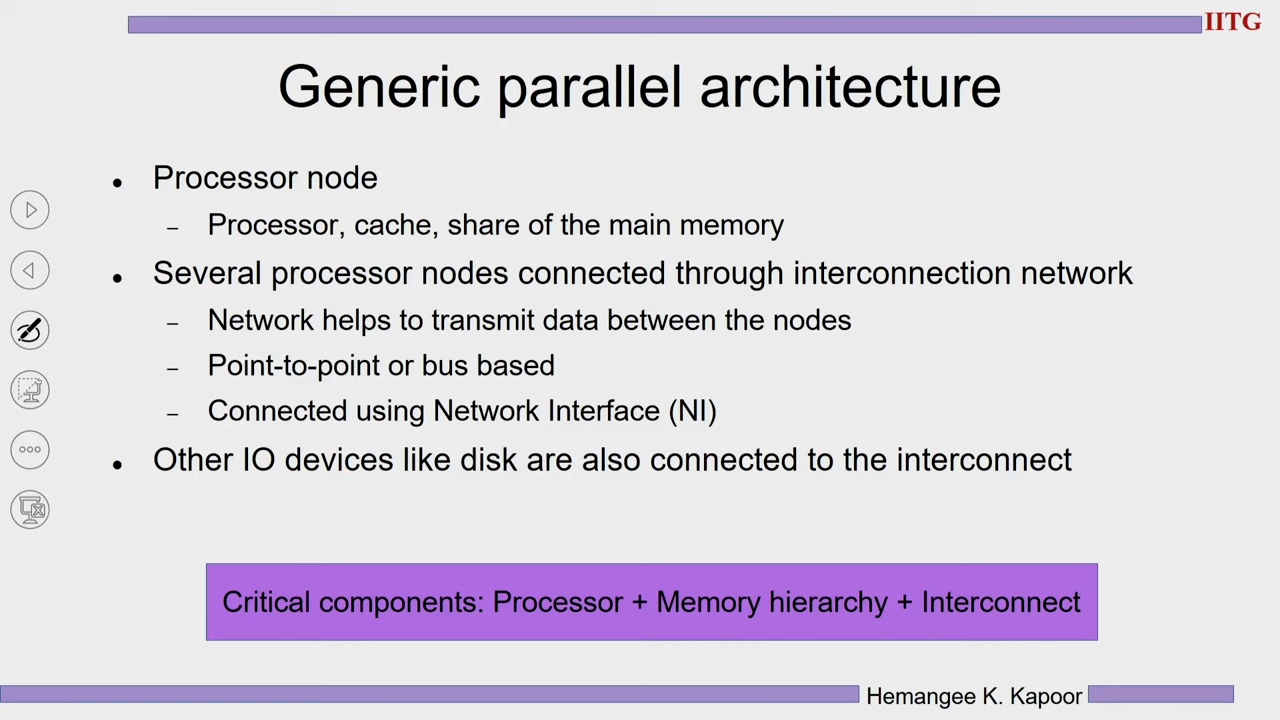 IITG
Generic parallel architecture
● Processor node
– Processor, cache, share of the main memory
● Several processor nodes connected through interconnection network
– Network helps to transmit data between the nodes
– Point-to-point or bus based
– Connected using Network Interface (NI)
● Other IO devices like disk are also connected to the interconnect
Critical components: Processor + Memory hierarchy + Interconnect
Hemangee K. Kapoor